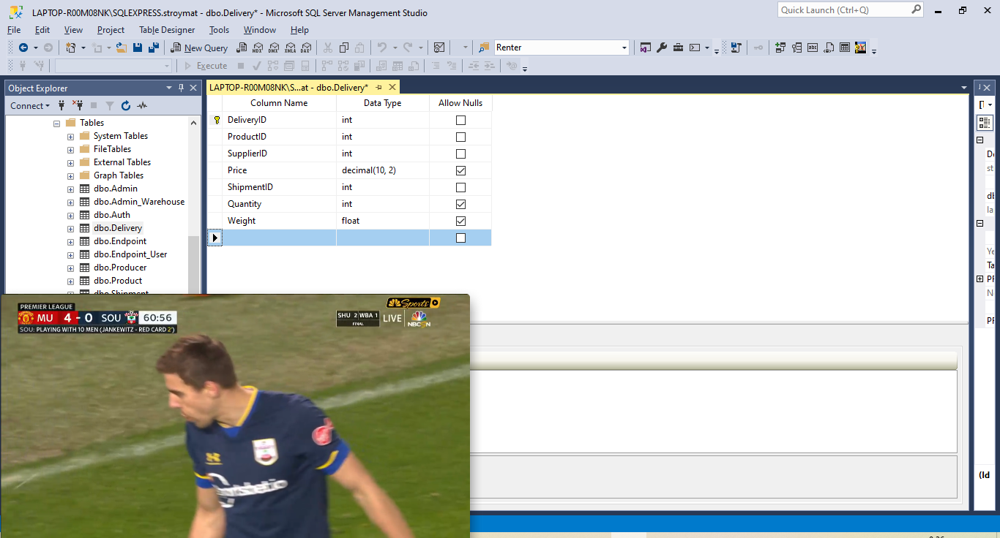 LAPTOP-R00M08NK\SQLEXPRESS.stroymat - dbo.Delivery* - Microsoft SQL Server Management Studio
Quick Launch (Ctrl+Q)
File Edit View Project Table Designer Tools Window Help
New Query
MDX DMX XMLA DAX
Renter
Execute
Object Explorer
LAPTOP-R00M08NK\S...at - dbo.Delivery*
Connect
Column Name Data Type Allow Nulls
Tables
System Tables
FileTables
External Tables
Graph Tables
dbo.Admin
dbo.Admin_Warehouse
dbo.Auth
dbo.Delivery
dbo.Endpoint
dbo.Endpoint_User
dbo.Producer
dbo.Product
dbo.Shipment
DeliveryID int
ProductID int
SupplierID int
Price decimal(10, 2)
ShipmentID int
Quantity int
Weight float
(Id
PREMIER LEAGUE
MU 4 - 0 SOU 60:56
SOU: PLAYING WITH 10 MEN (JANKEWITZ - RED CARD 2')
Sports
SHU 2 WBA 1
FINAL
LIVE
NBCSN